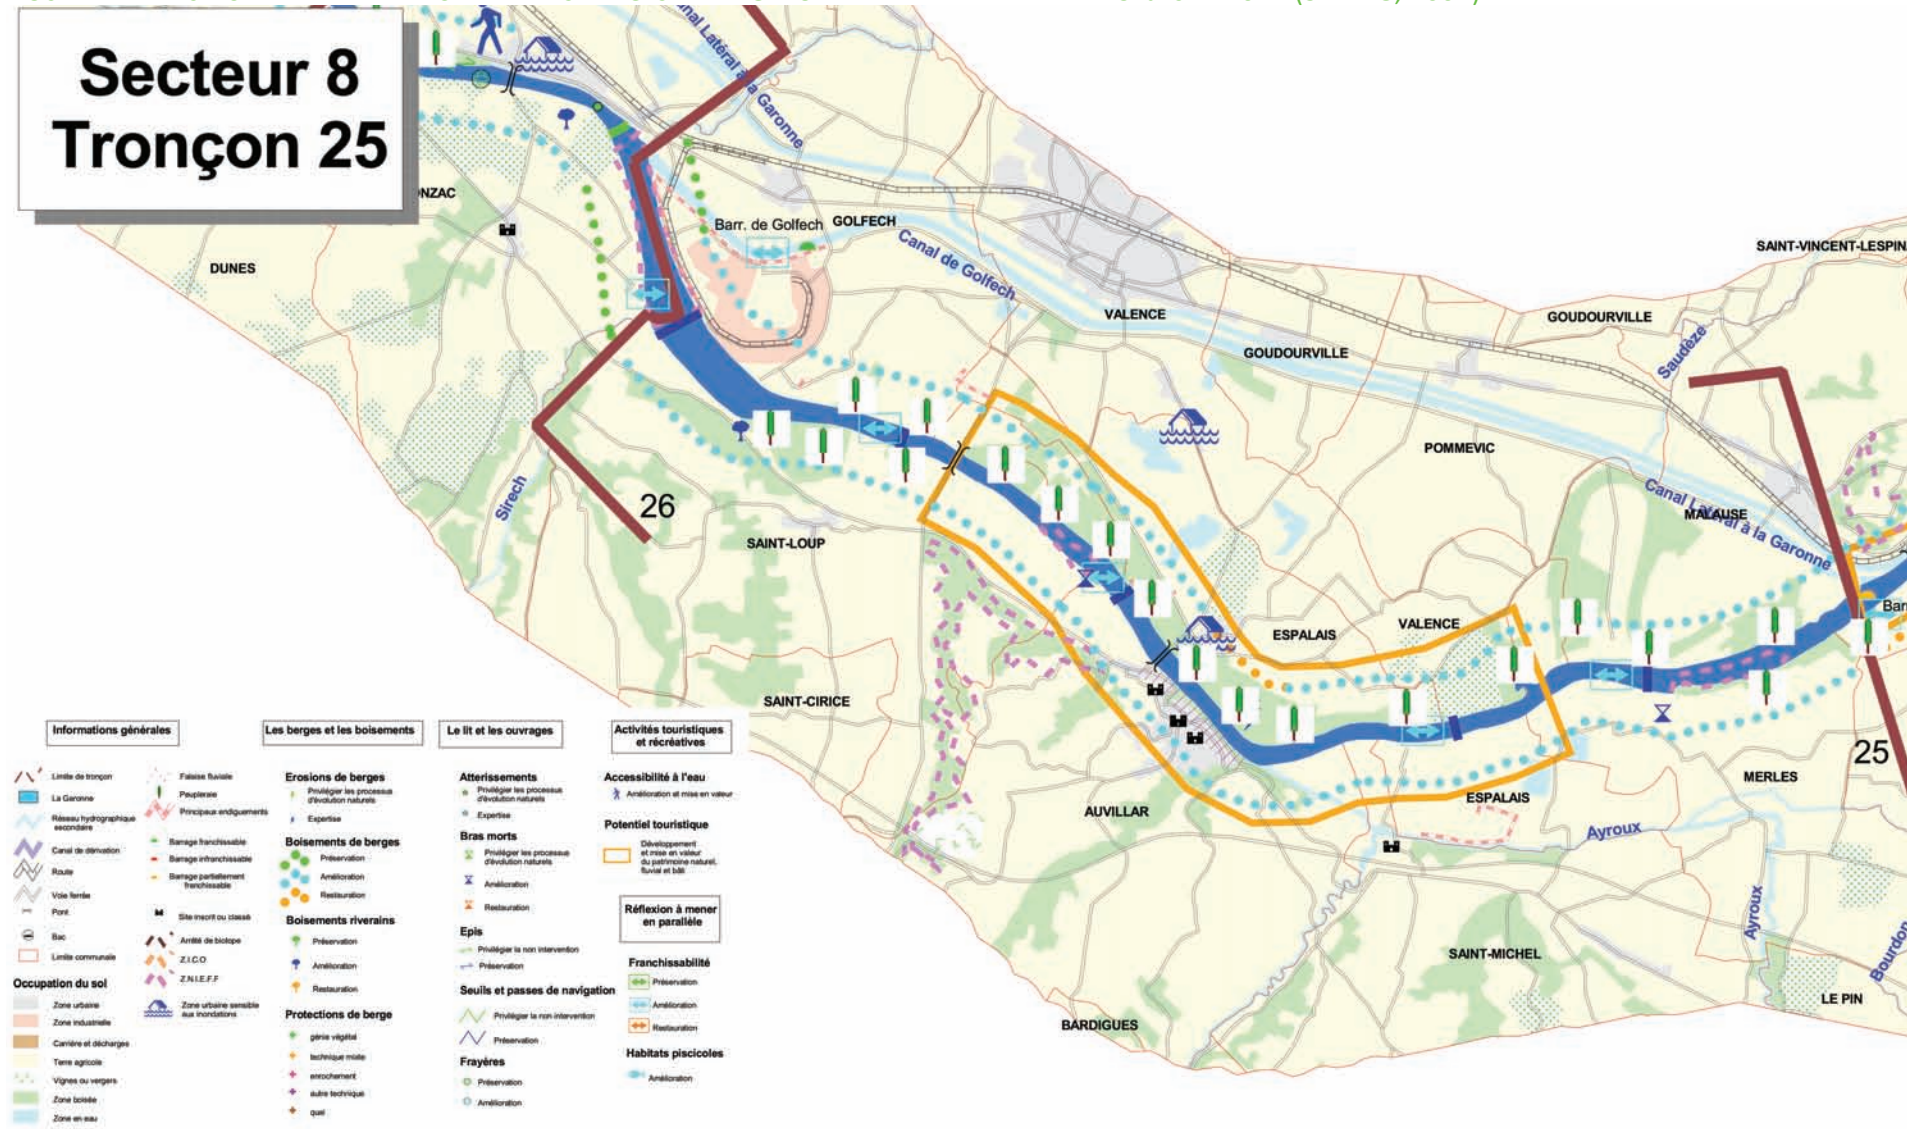 Secteur 8
Tronçon 25
Canal Latéral à la Garonne
DUNES
Barr. de Golfech
GOLFECH
Canal de Golfech
VALENCE
GOUDOURVILLE
GOUDOURVILLE
SAINT-VINCENT-LESPIN
Saudèze
POMMEVIC
Canal Latéral à la Garonne
MALAUSE
Sirech
26
SAINT-LOUP
ESPALAIS
VALENCE
SAINT-CIRICE
AUVILLAR
ESPALAIS
MERLES
25
Ayroux
Ayroux
Bourdon
SAINT-MICHEL
LE PIN
BARDIGUES
Informations générales
Limite de tronçon
La Garonne
Réseau hydrographique
secondaire
Canal de dérivation
Route
Voie ferrée
Pont
Bac
Limite communale
Falaise fluviale
Peupleraie
Principaux endiguements
Barrage franchissable
Barrage infranchissable
Barrage partiellement
franchissable
Site inscrit ou classé
Arrêté de biotope
Z.I.C.O
Z.N.I.E.F.F
Zone urbaine sensible
aux inondations
Occupation du sol
Zone urbaine
Zone industrielle
Carrière et décharges
Terre agricole
Vignes ou vergers
Zone boisée
Zone en eau
Les berges et les boisements
Erosions de berges
Privilégier les processus
d'évolution naturels
Expertise
Boisements de berges
Préservation
Amélioration
Restauration
Boisements riverains
Préservation
Amélioration
Restauration
Protections de berge
génie végétal
technique mixte
enrochement
autre technique
quai
Le lit et les ouvrages
Atterissements
Privilégier les processus
d'évolution naturels
Expertise
Bras morts
Privilégier les processus
d'évolution naturels
Amélioration
Restauration
Epis
Privilégier la non intervention
Préservation
Seuils et passes de navigation
Privilégier la non intervention
Préservation
Frayères
Préservation
Amélioration
Activités touristiques
et récréatives
Accessibilité à l'eau
Amélioration et mise en valeur
Potentiel touristique
Développement
et mise en valeur
du patrimoine naturel,
fluvial et bâti
Réflexion à mener
en parallèle
Franchissabilité
Préservation
Amélioration
Restauration
Habitats piscicoles
Amélioration